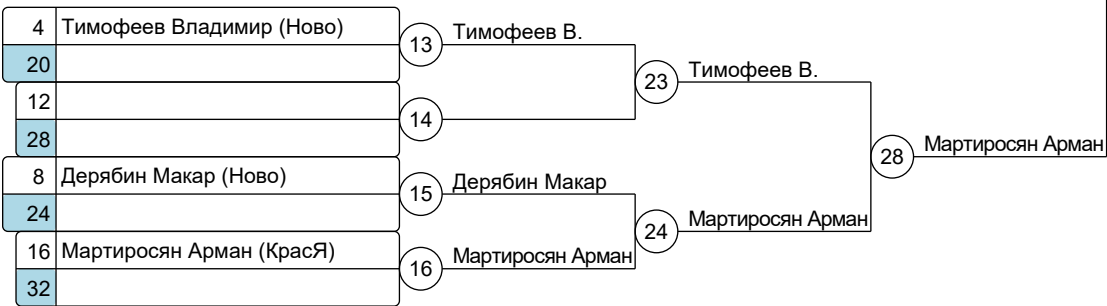 4 Тимофеев Владимир (Ново)
20
12
28
8 Дерябин Макар (Ново)
24
16 Мартиросян Арман (КрасЯ)
32
13 Тимофеев В.
14
15 Дерябин Макар
16 Мартиросян Арман
23 Тимофеев В.
24 Мартиросян Арман
28 Мартиросян Арман